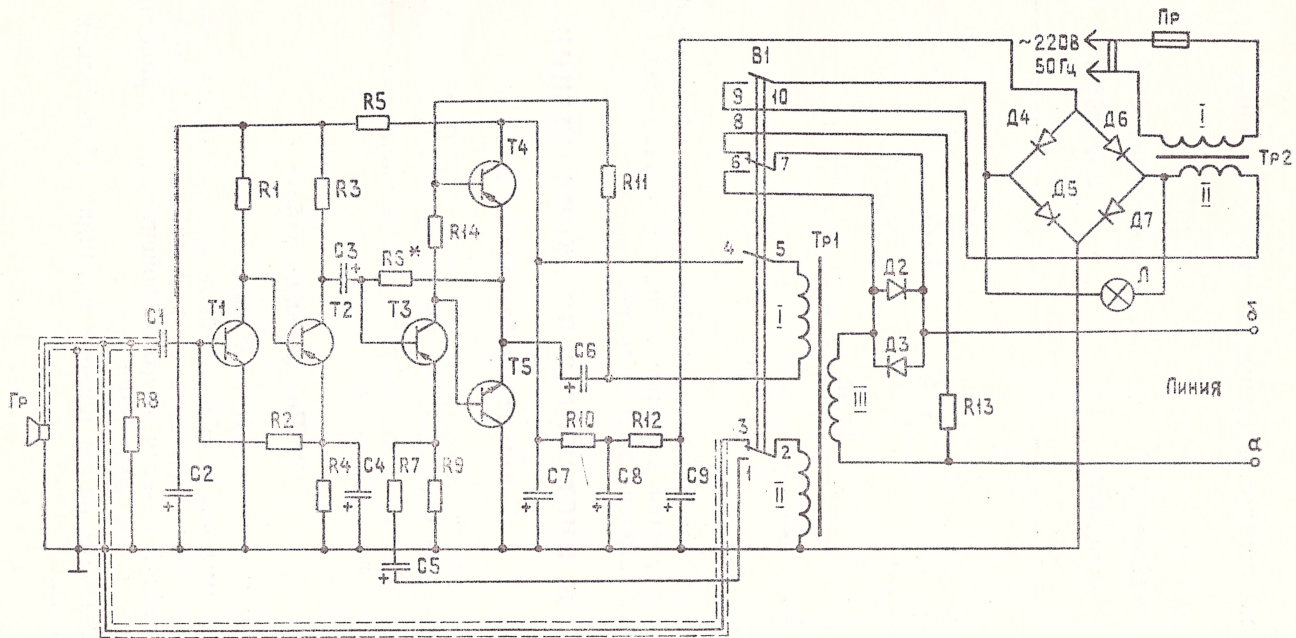 Пр
~220В
50Гц
В1
9
10
R5
8
Д4
Д6
I
T4
6
7
Тр2
R1
R3
R11
Д5
II
Д7
R14
4
5
Тр1
C3
+
R6*
Д2
Л
T1
T2
T3
I
C1
б
T5
C6
Д3
+
Гр
Линия
R8
R2
R10
R12
III
R13
3
а
2
C2
R4
C4
R7
R9
C7
C8
C9
1
II
+
+
+
+
+
C5
+